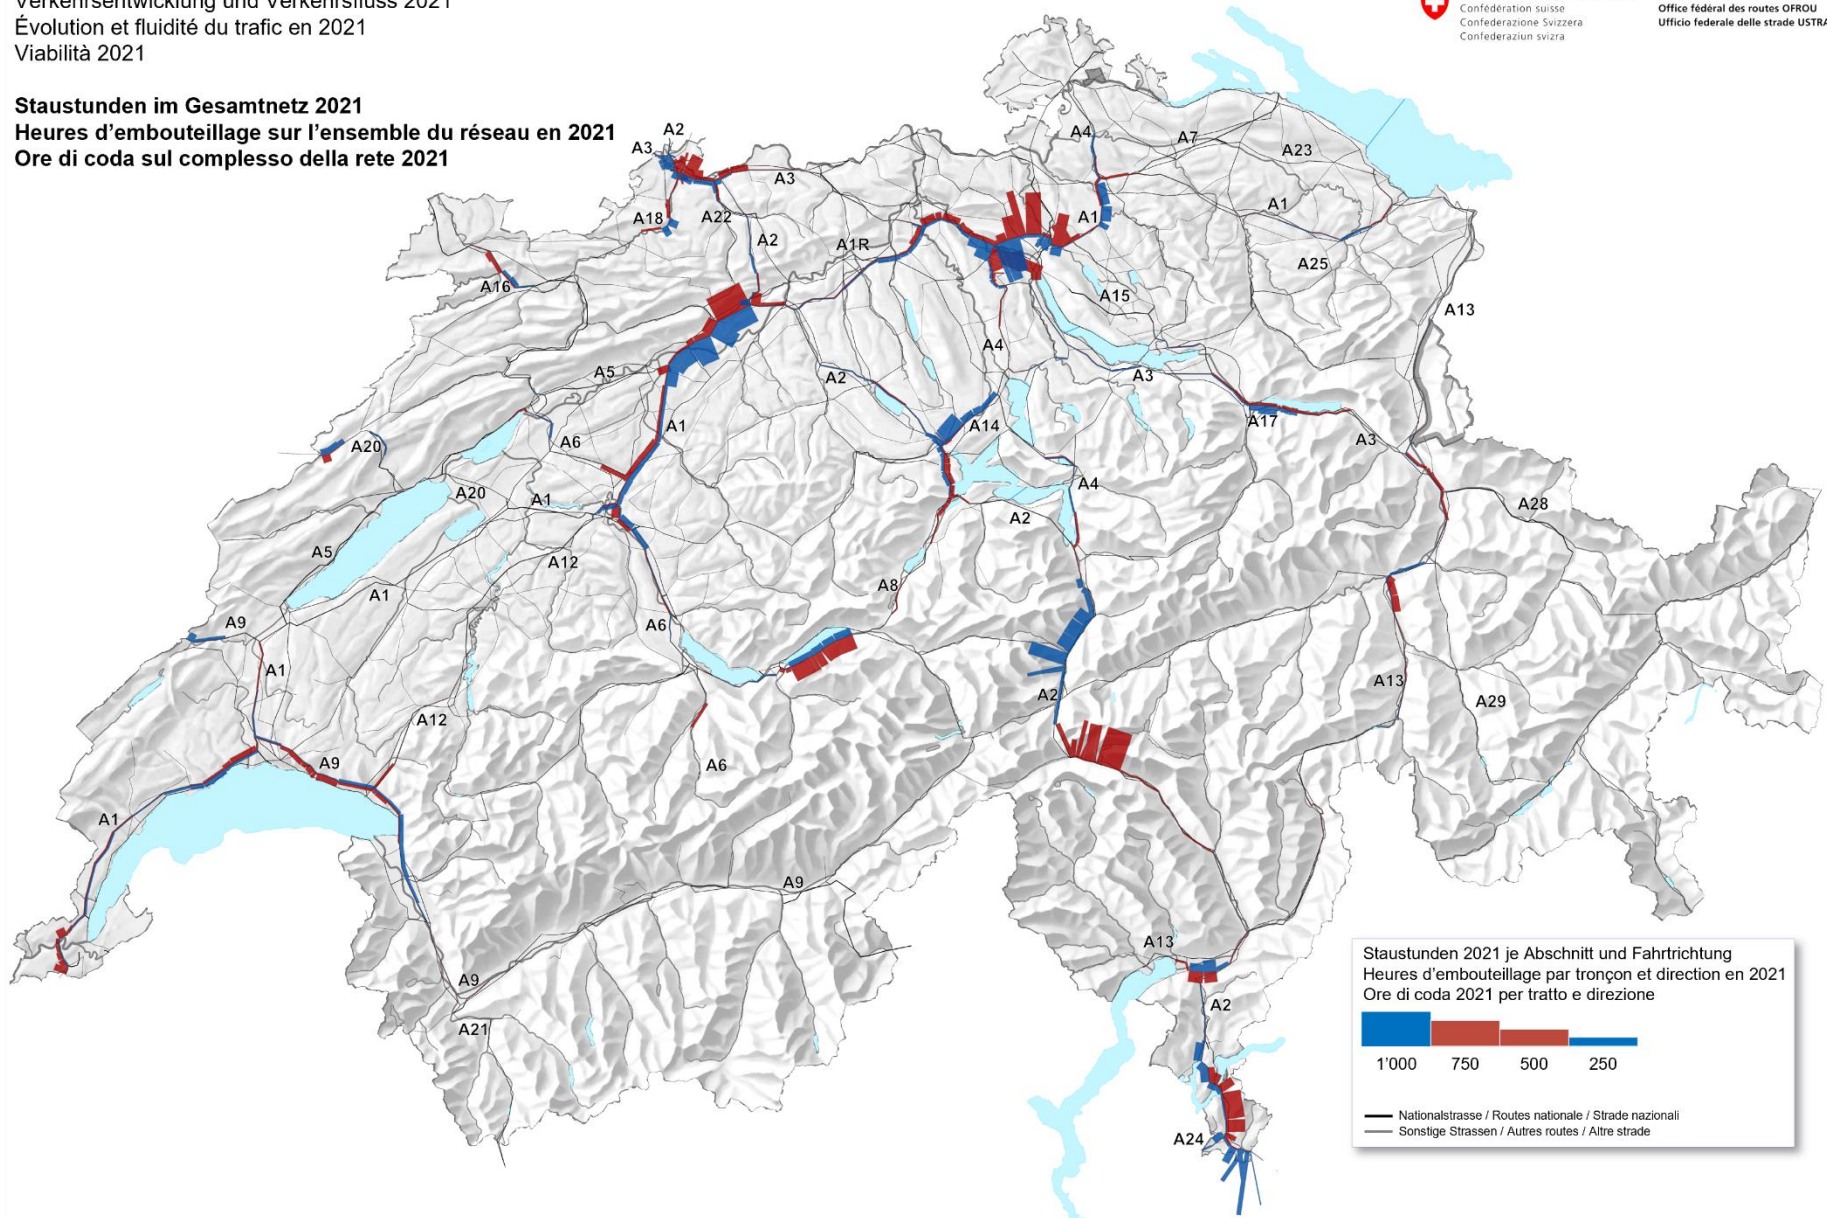 Verkehrsentwicklung und Verkehrsfluss 2021
Évolution et fluidité du trafic en 2021
Viabilità 2021
Confédération suisse
Confederazione Svizzera
Confederaziun svizra
Office fédéral des routes OFROU
Ufficio federale delle strade USTRA
Staustunden im Gesamtnetz 2021
Heures d'embouteillage sur l'ensemble du réseau en 2021
Ore di coda sul complesso della rete 2021
A2
A3
A4
A7
A23
A3
A18
A22
A2
A1R
A1
A1
A25
A16
A15
A13
A4
A5
A2
A3
A1
A14
A17
A6
A20
A3
A20
A1
A4
A28
A2
A5
A12
A8
A1
A9
A6
A1
A2
A13
A29
A12
A9
A6
A1
A9
A13
A9
A2
A21
A24
Staustunden 2021 je Abschnitt und Fahrtrichtung
Heures d'embouteillage par tronçon et direction en 2021
Ore di coda 2021 per tratto e direzione
1'000 750 500 250
Nationalstrasse / Routes nationale / Strade nazionali
Sonstige Strassen / Autres routes / Altre strade